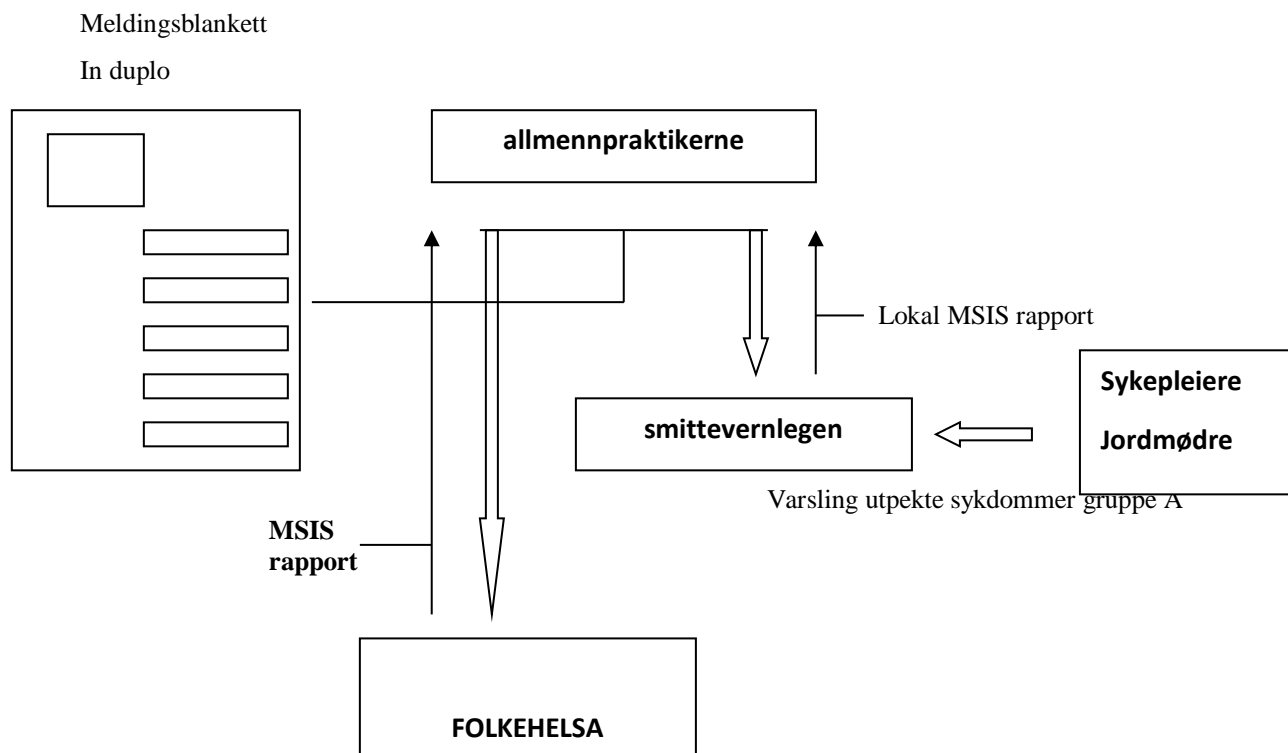 Meldingsblankett
In duplo
allmennpraktikerne
Lokal MSIS rapport
Sykepleiere
Jordmødre
smittevernlegen
Varsling utpekte sykdommer gruppe A
MSIS
rapport
FOLKEHELSA